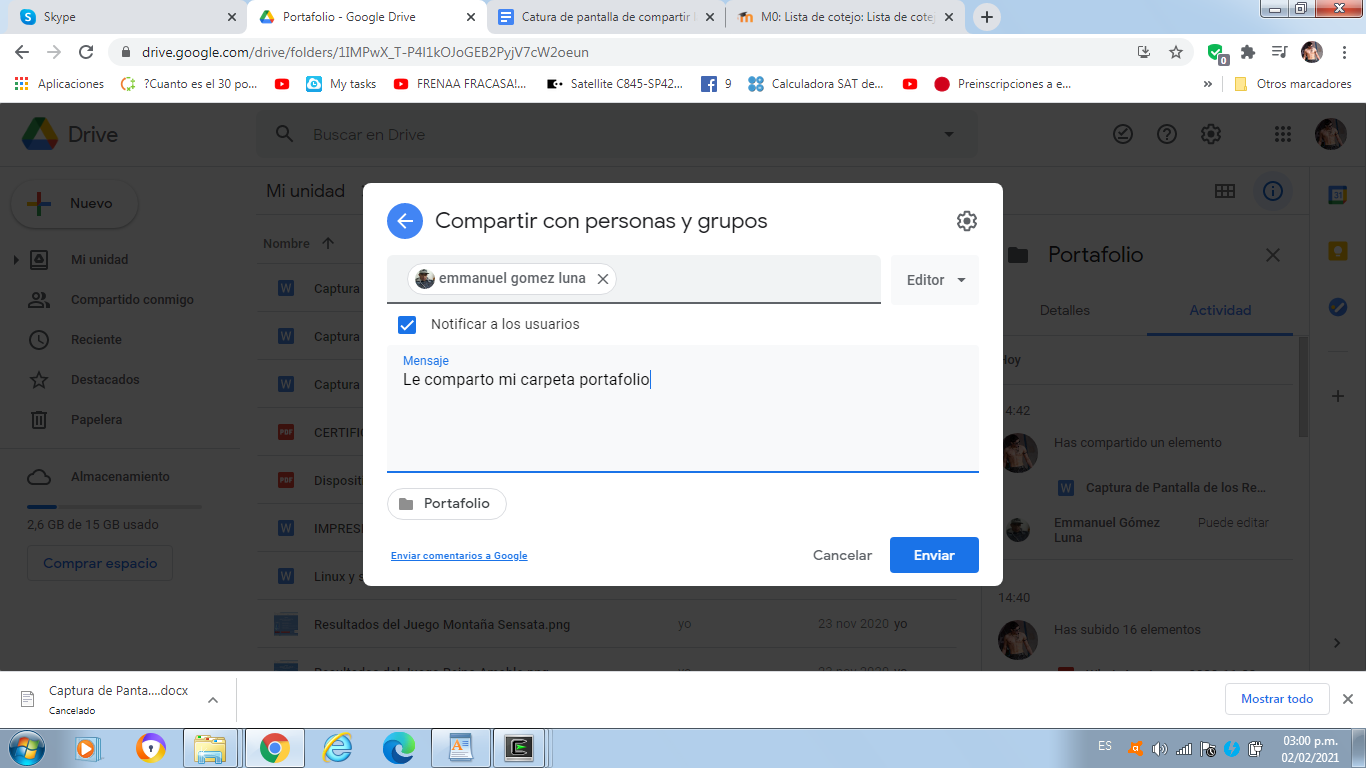 Skype
Portafolio - Google Drive
Catura de pantalla de compartir
M0: Lista de cotejo: Lista de cote
drive.google.com/drive/folders/1IMPwX_T-P4I1kOJoGEB2PyjV7cW2oeun
0
Aplicaciones
?Cuanto es el 30 po...
My tasks
FRENAA FRACASA!...
Satellite C845-SP42...
9
Calculadora SAT de...
Preinscripciones a e...
»
Otros marcadores
Drive
Buscar en Drive
Nuevo
Mi unidad
Portafolio
Nombre
Mi unidad
Compartido conmigo
Reciente
Destacados
Papelera
Almacenamiento
2,6 GB de 15 GB usado
Comprar espacio
W Captura
W Captura
W Captura
PDF CERTIFI
PDF Disposit
W IMPRES
W Linux y s
Resultados del Juego Montaña Sensata.png yo 23 nov 2020 yo
Compartir con personas y grupos
emmanuel gomez luna
Editor
Notificar a los usuarios
Mensaje
Le comparto mi carpeta portafolio
Portafolio
Enviar comentarios a Google
Cancelar
Enviar
Detalles
Actividad
Hoy
14:42
Has compartido un elemento
W Captura de Pantalla de los Re...
Emmanuel Gómez Luna
Puede editar
14:40
Has subido 16 elementos
31
Captura de Panta....docx
Cancelado
Mostrar todo
ES
03:00 p.m.
02/02/2021